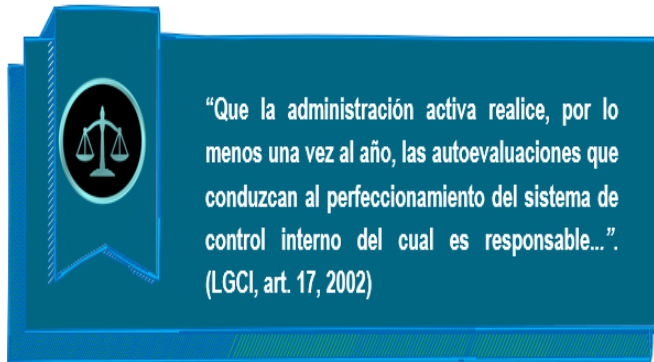 “Que la administración activa realice, por lo
menos una vez al año, las autoevaluaciones que
conduzcan al perfeccionamiento del sistema de
control interno del cual es responsable...”.
(LGCI, art. 17, 2002)